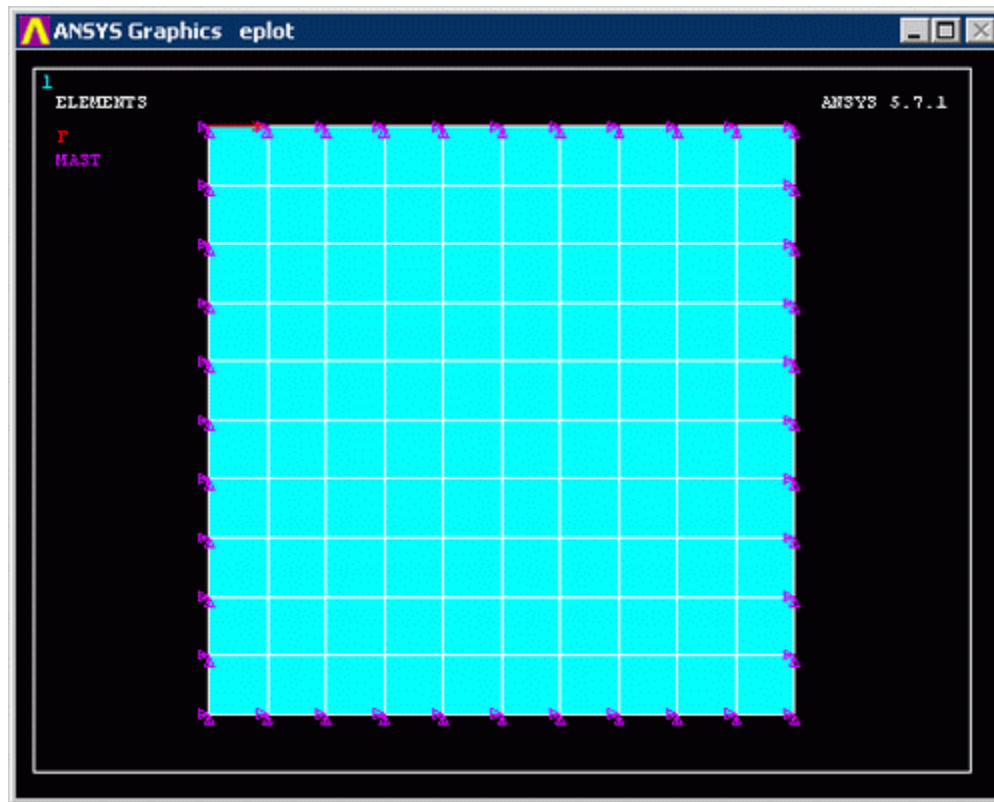 ANSYS Graphics eplot
1
ELEMENTS
ANSYS 5.7.1
F
MAST